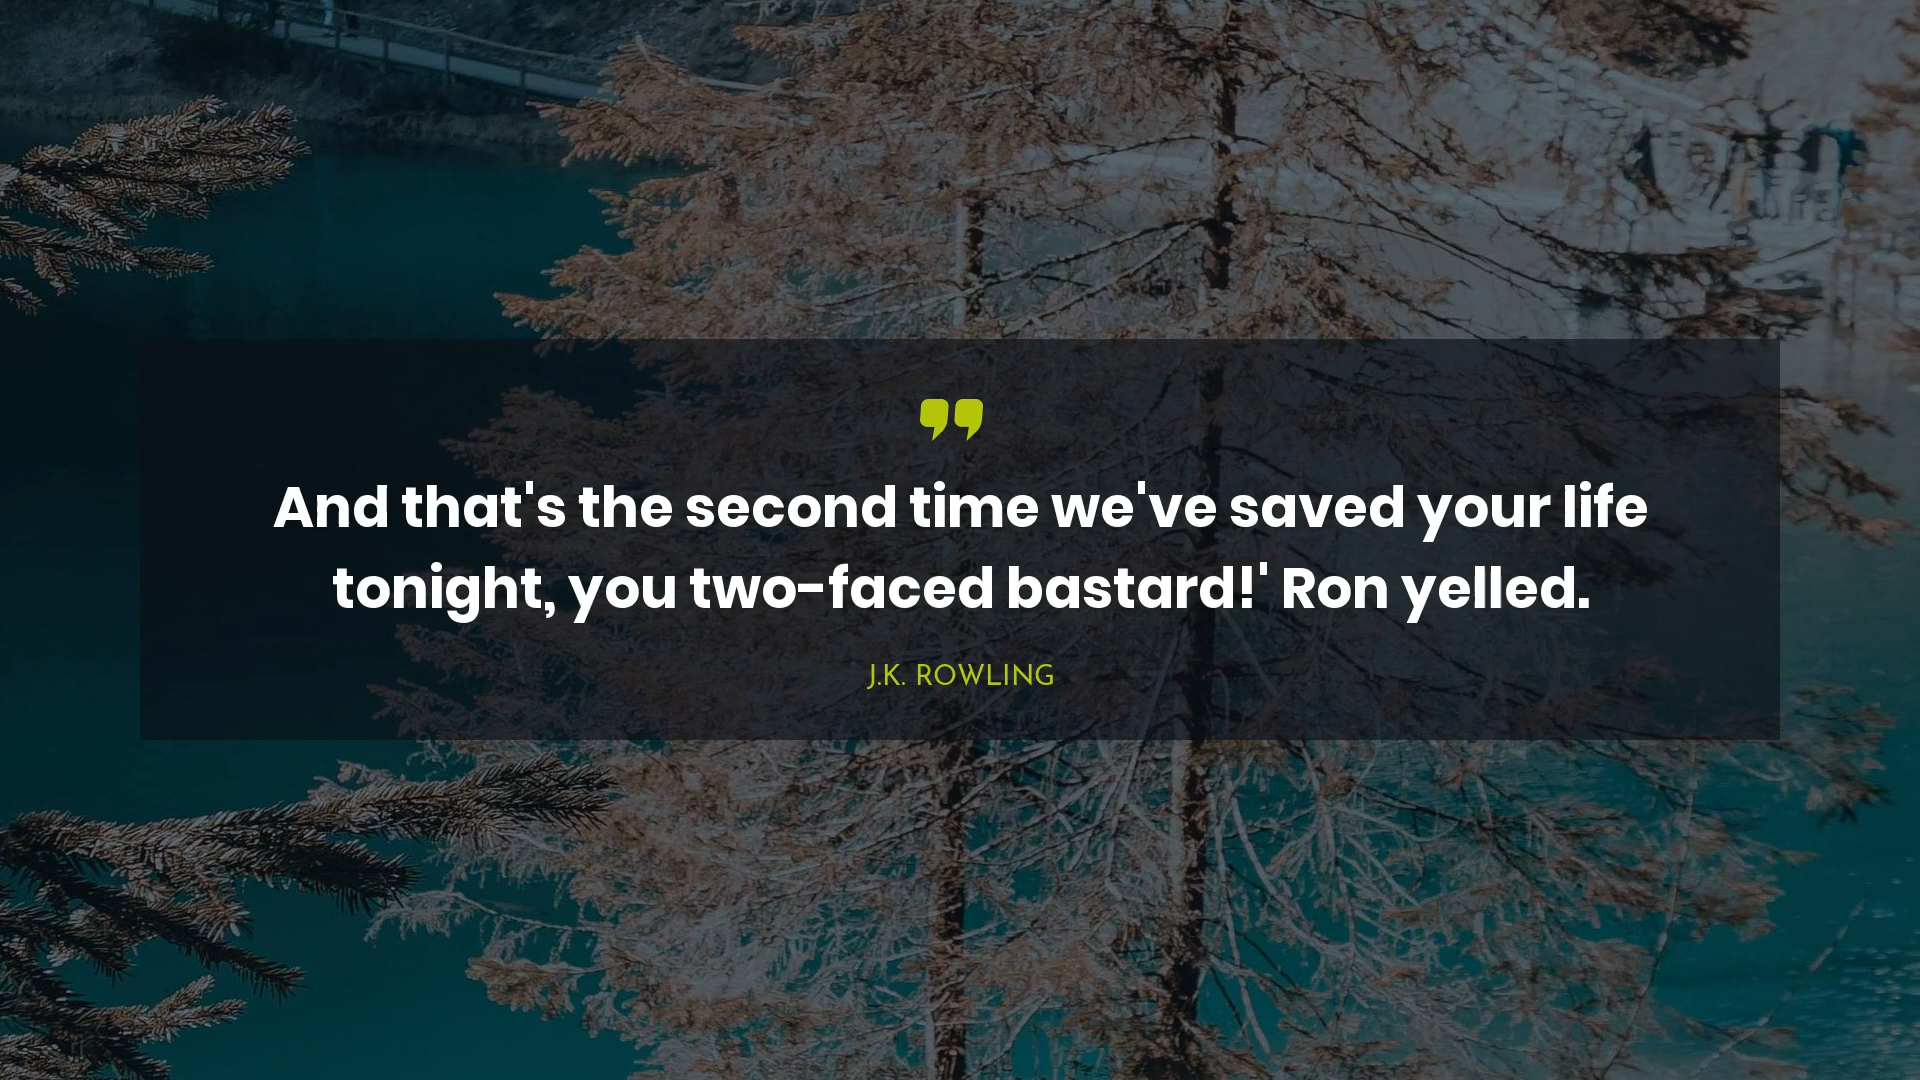 And that's the second time we've saved your life
tonight, you two-faced bastard!' Ron yelled.
J.K. ROWLING